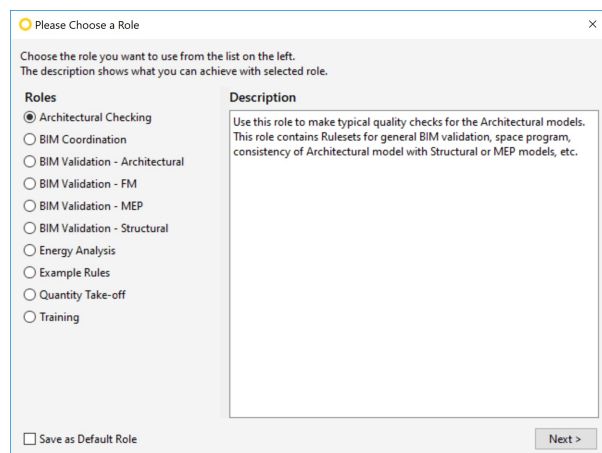 Please Choose a Role
Choose the role you want to use from the list on the left.
The description shows what you can achieve with selected role.
Roles
Architectural Checking
BIM Coordination
BIM Validation - Architectural
BIM Validation - FM
BIM Validation - MEP
BIM Validation - Structural
Energy Analysis
Example Rules
Quantity Take-off
Training
Description
Use this role to make typical quality checks for the Architectural models.
This role contains Rulesets for general BIM validation, space program,
consistency of Architectural model with Structural or MEP models, etc.
Save as Default Role
Next >